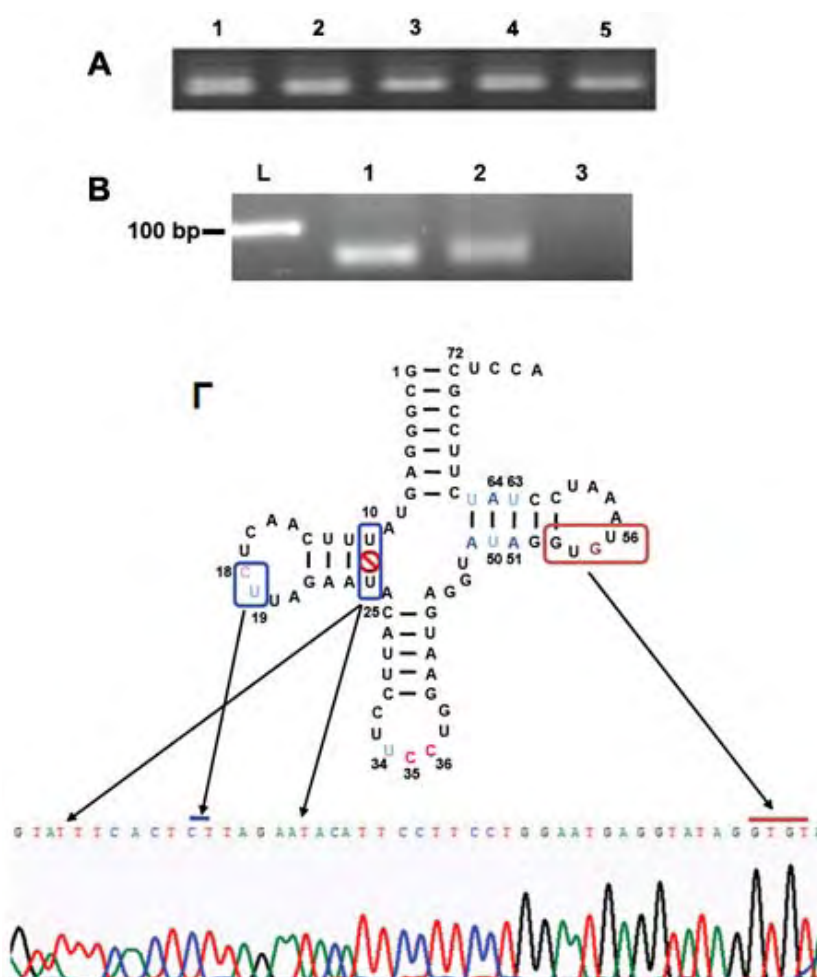 1 2 3 4 5
A
B
L 1 2 3
100 bp
Γ
72
1 G C U C C A
C G
G C
G C
G U
A U
64 63
G C U A U C C U A A A
10
U
C A A C U U U A
U
A U A G G U G U 56
50 51
18 C
U U A G A A U A
19
25
G U
G G
C A G
A U
U A
U A
C G
C G
U U
U C C
34 35 36
GTATTTCACTCTTAGAATACATTCCTTCCTGGAATGAGGTATAGGTGTA